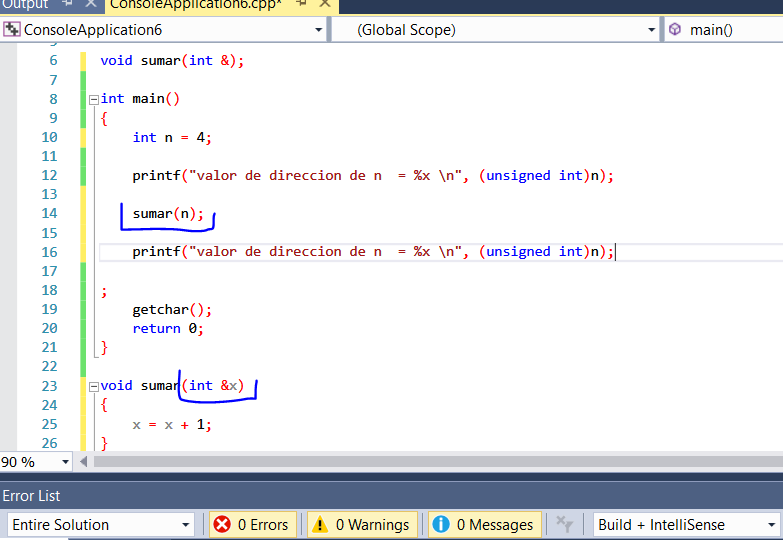 Output ConsoleApplication6.cpp*
ConsoleApplication6 (Global Scope) main()
6 void sumar(int &);
7
8 int main()
9 {
10 int n = 4;
11
12 printf("valor de direccion de n  = %x \n", (unsigned int)n);
13
14 sumar(n);
15
16 printf("valor de direccion de n  = %x \n", (unsigned int)n);
17
18 ;
19 getchar();
20 return 0;
21 }
22
23 void sumar(int &x)
24 {
25 x = x + 1;
26 }
90 %
Error List
Entire Solution 0 Errors 0 Warnings 0 Messages Build + IntelliSense